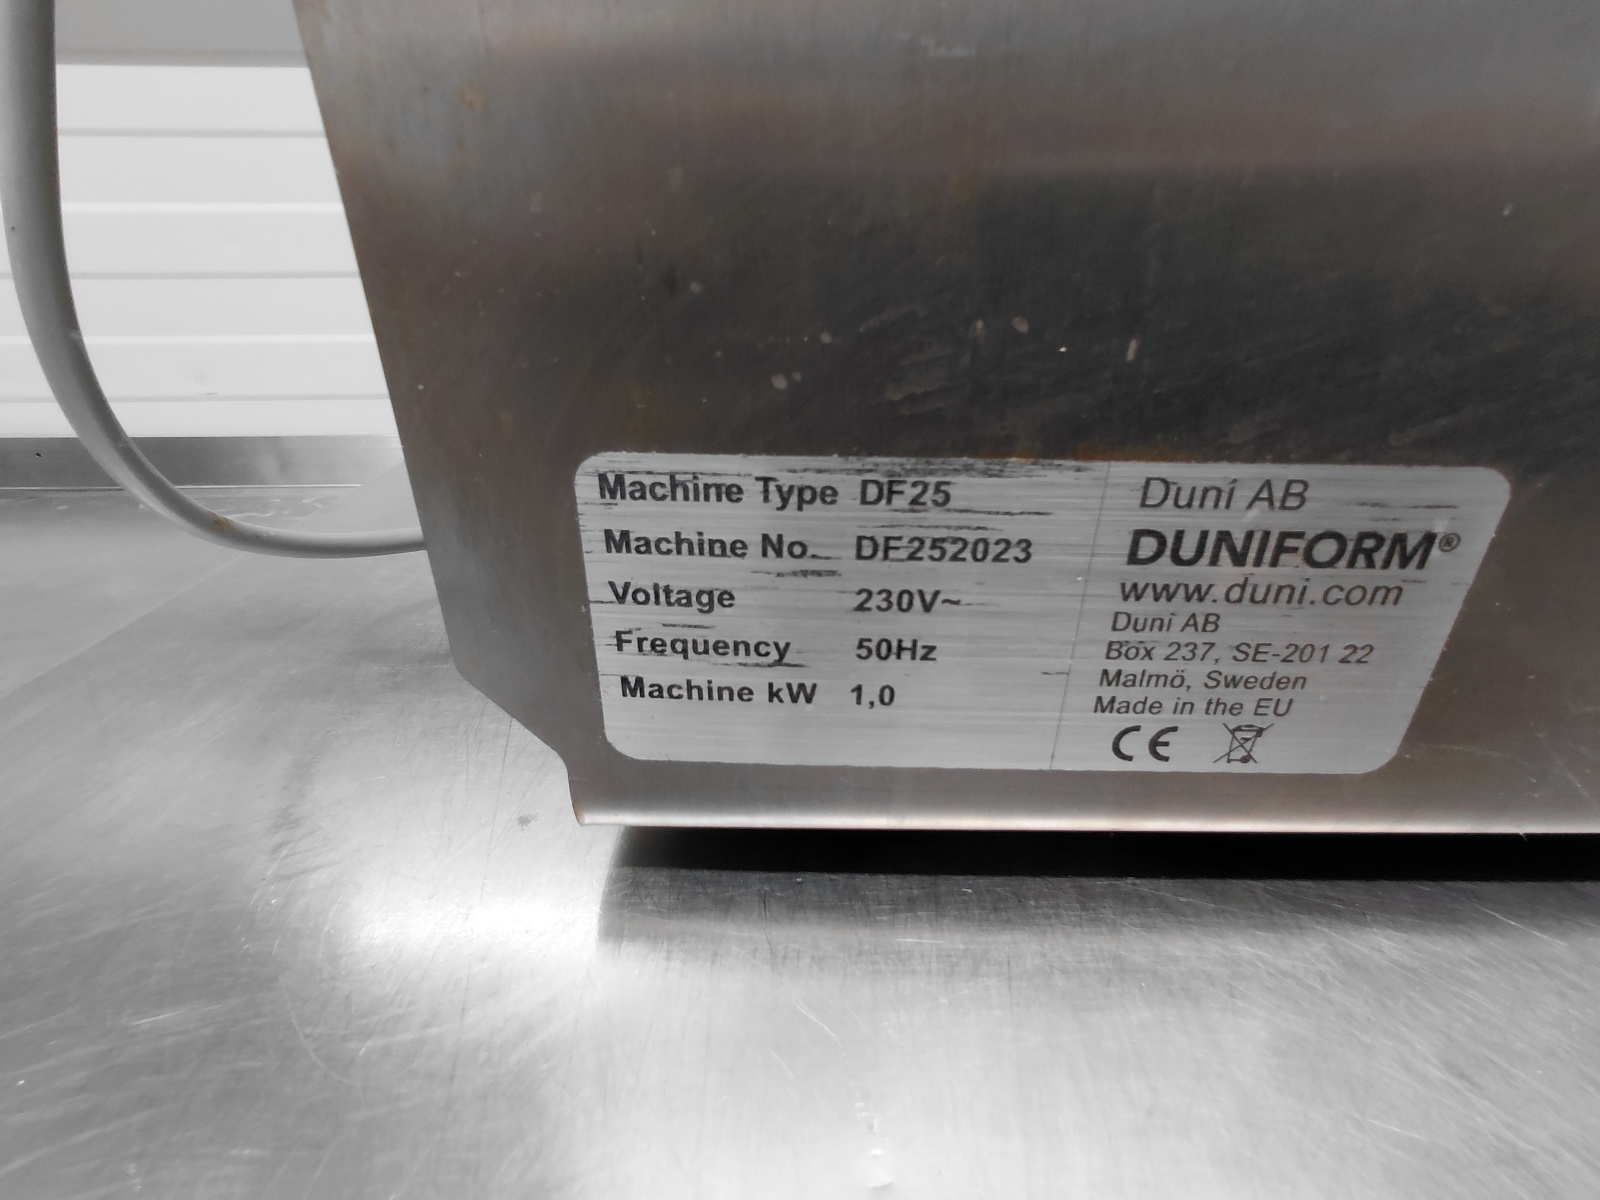 Machine Type DF25
Machine No. DF252023
Voltage 230V~
Frequency 50Hz
Machine kW 1,0
Duni AB
DUNIFORM®
www.duni.com
Duni AB
Box 237, SE-201 22
Malmö, Sweden
Made in the EU
CE